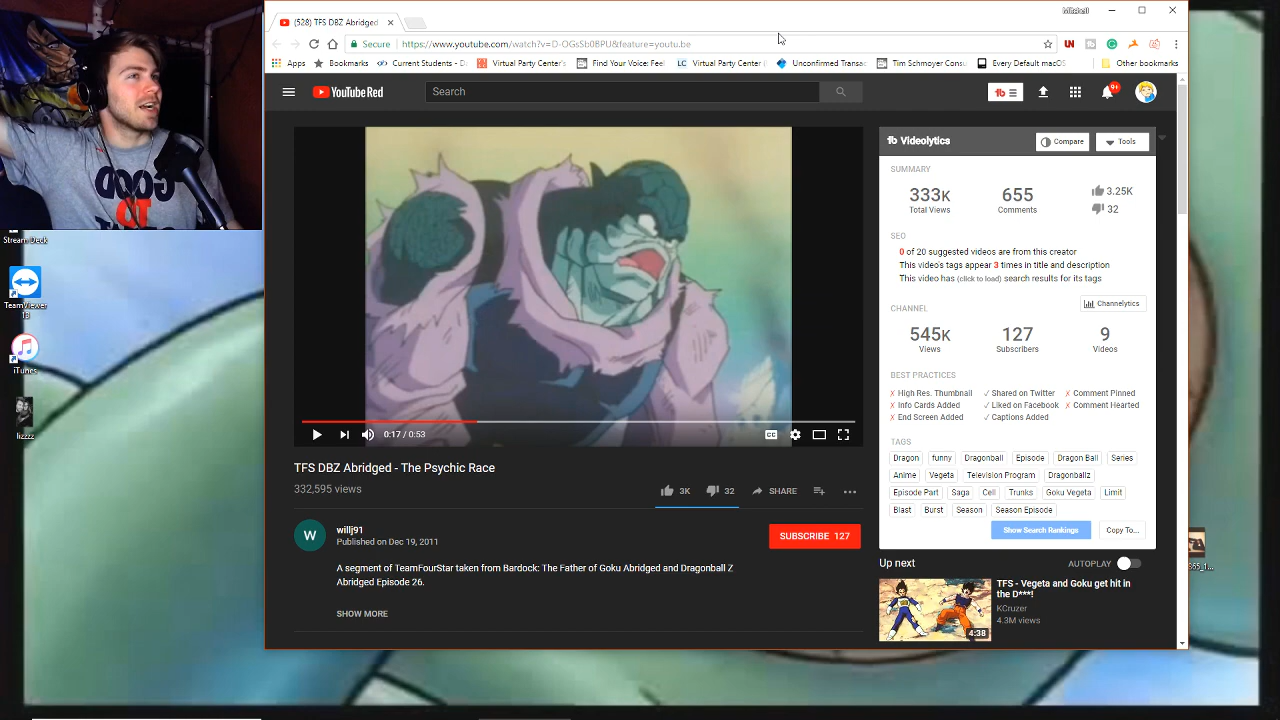 (528) TFS DBZ Abridged
Secure https://www.youtube.com/watch?v=D-OGsSb0BPU&feature=youtu.be
Apps Bookmarks Current Students - Virtual Party Center's Find Your Voice: Feel LC Virtual Party Center Unconfirmed Transac Tim Schmoyer Consu Every Default macOS Other bookmarks
YouTube Red Search tb 9+
GOOD
TO
Stream Deck
TeamViewer
13
iTunes
lizzzz
tb Videolytics Compare Tools
SUMMARY
333K 655 3.25K
Total Views Comments 32
SEO
0 of 20 suggested videos are from this creator
This video's tags appear 3 times in title and description
This video has (click to load) search results for its tags
Channelytics
CHANNEL
545K 127 9
Views Subscribers Videos
BEST PRACTICES
✗ High Res. Thumbnail ✓ Shared on Twitter ✗ Comment Pinned
✗ Info Cards Added ✓ Liked on Facebook ✗ Comment Hearted
✗ End Screen Added ✓ Captions Added
TAGS
Dragon funny Dragonball Episode Dragon Ball Series
Anime Vegeta Television Program Dragonballz
Episode Part Saga Cell Trunks Goku Vegeta Limit
Blast Burst Season Season Episode
Show Search Rankings Copy To...
0:17 / 0:53 CC
TFS DBZ Abridged - The Psychic Race
332,595 views
3K 32 SHARE
W willj91
Published on Dec 19, 2011
SUBSCRIBE 127
A segment of TeamFourStar taken from Bardock: The Father of Goku Abridged and Dragonball Z
Abridged Episode 26.
SHOW MORE
Up next AUTOPLAY
TFS - Vegeta and Goku get hit in
the D***!
KCruzer
4.3M views
4:38